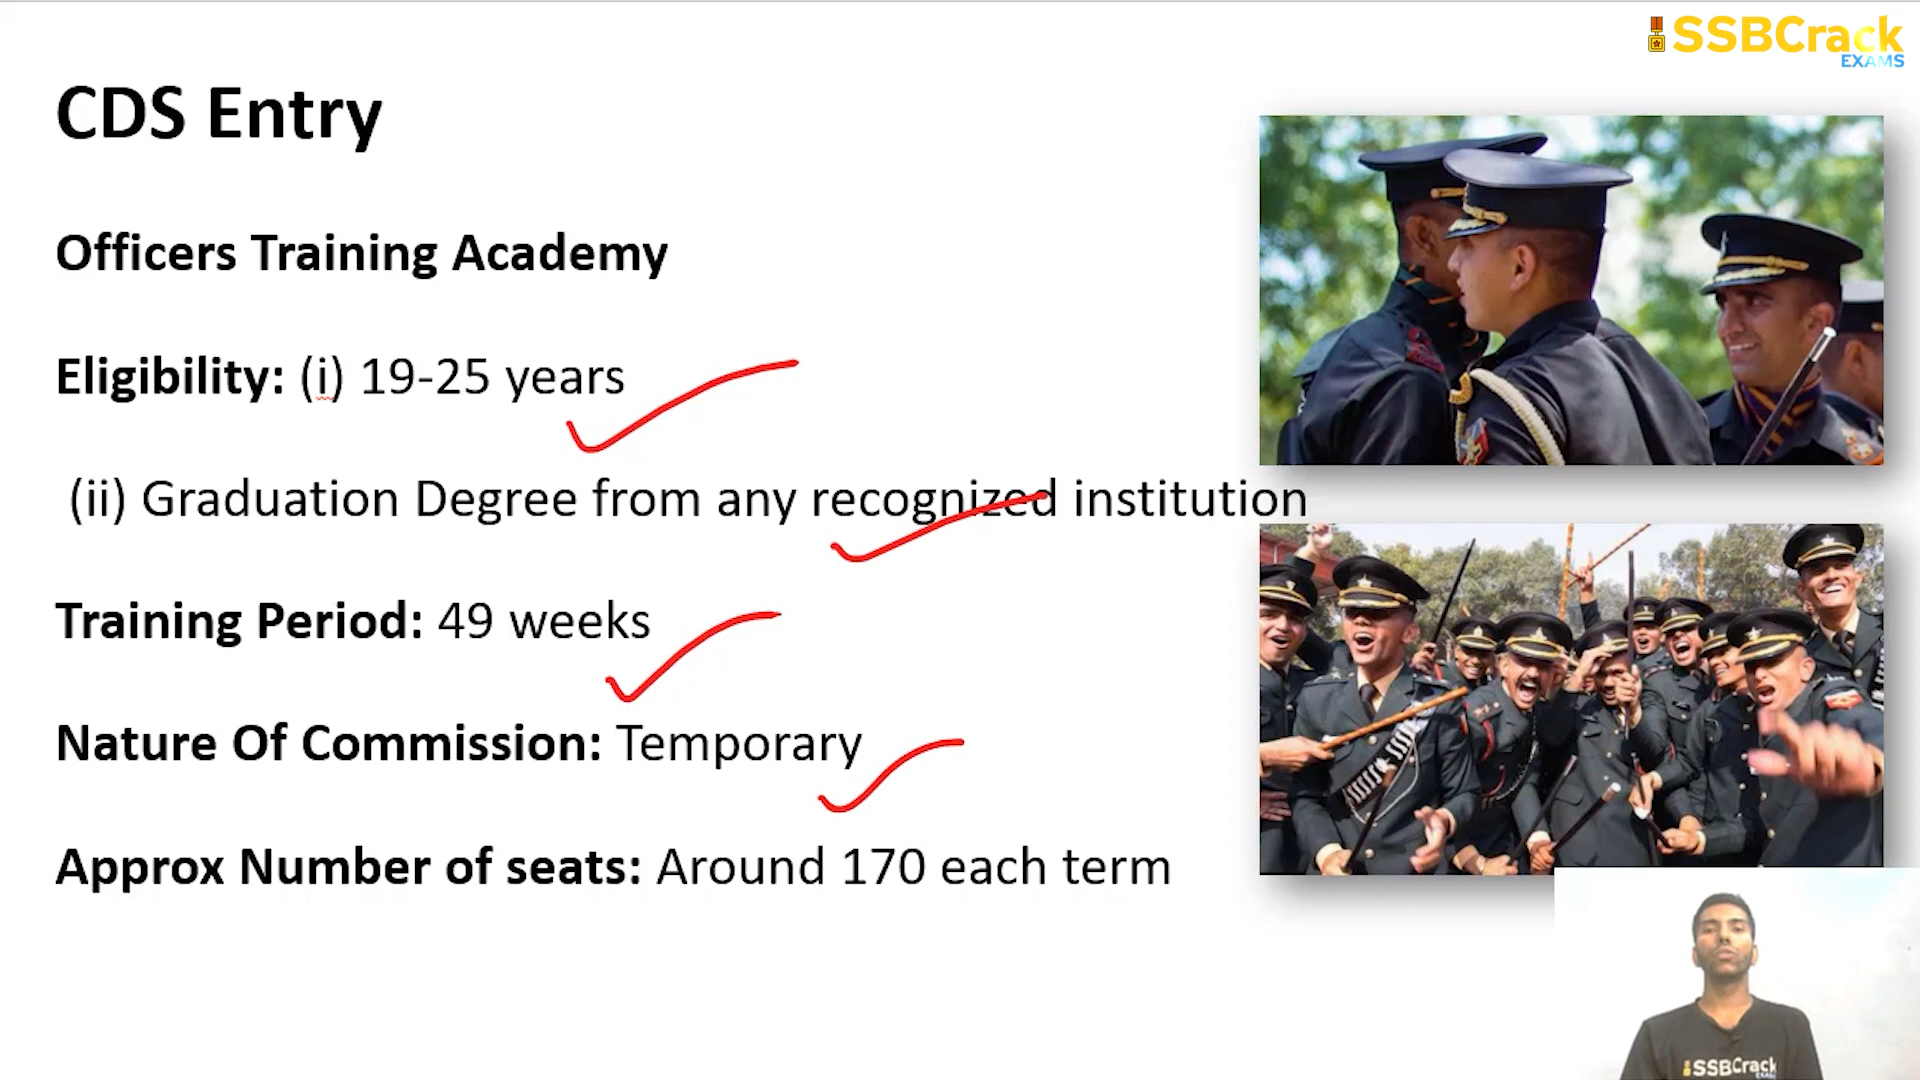 SSBCrack
EXAMS
CDS Entry
Officers Training Academy
Eligibility: (i) 19-25 years
(ii) Graduation Degree from any recognized institution
Training Period: 49 weeks
Nature Of Commission: Temporary
Approx Number of seats: Around 170 each term
SSBCrack
EXAMS